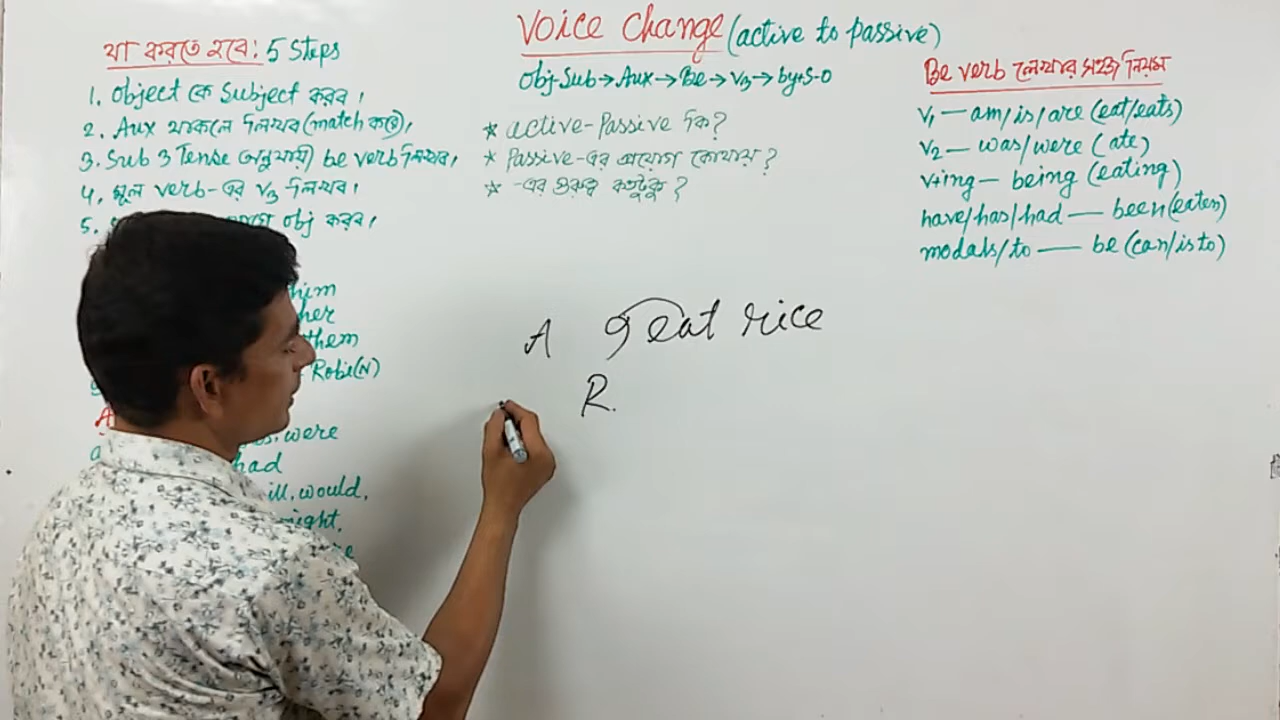 Voice Change (active to passive)
Obj-Sub→Aux→Be→V3→by+S-O
যা করতে হবে: 5 Steps
1. Object কে Subject করব।
2. Aux থাকলে লিখব (match করে),
3. Sub ও Tense অনুযায়ী be verb লিখব,
4. মূল verb-এর V3 লিখব।
5. obj করব,
him
her
them
Robi(N)
were
had
ill, would,
might,
* active-Passive কি?
* Passive-এর প্রয়োগ কোথায়?
* -এর গুরুত্ব কতটুকু?
A I eat rice
R.
Be verb লেখার সহজ নিয়ম
V1 — am/is/are (eat/eats)
V2 — was/were (ate)
V+ing — being (eating)
have/has/had — been (eaten)
modals/to — be (can/is to)